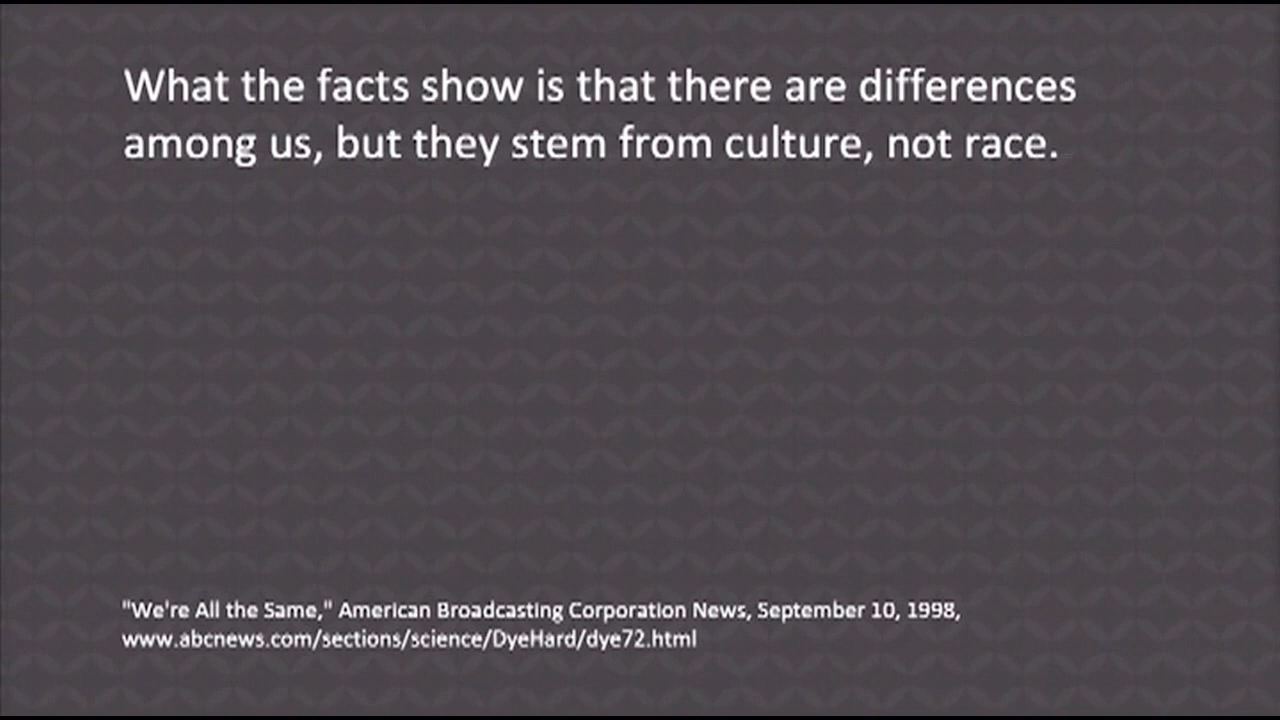 What the facts show is that there are differences
among us, but they stem from culture, not race.
"We're All the Same," American Broadcasting Corporation News, September 10, 1998,
www.abcnews.com/sections/science/DyeHard/dye72.html